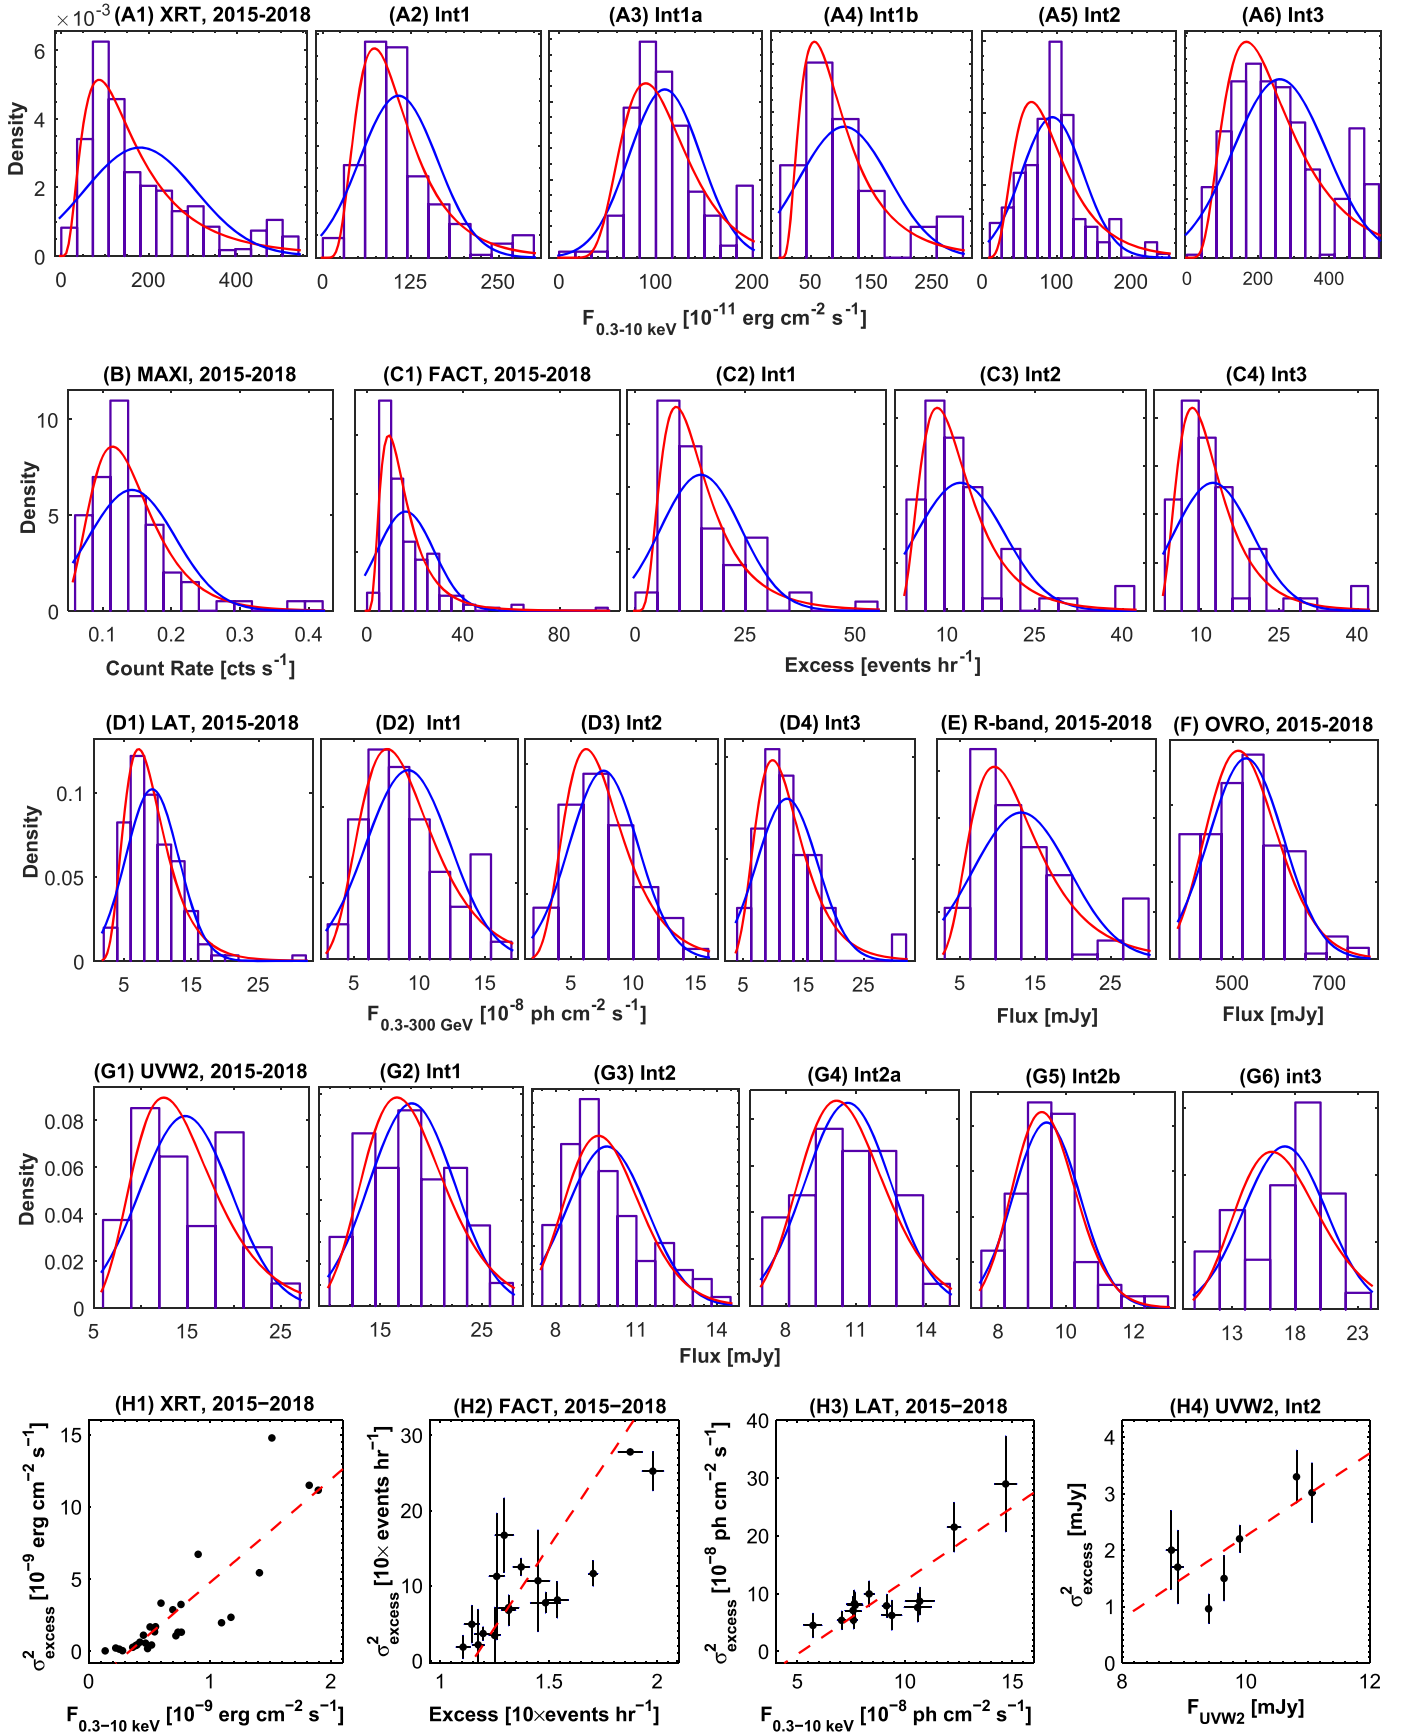 ×10⁻³ (A1) XRT, 2015-2018 (A2) Int1 (A3) Int1a (A4) Int1b (A5) Int2 (A6) Int3
6
4
2
0
Density
0 200 400 0 125 250 0 100 200 50 150 250 0 100 200 0 200 400
F0.3-10 keV [10-11 erg cm-2 s-1]
(B) MAXI, 2015-2018 (C1) FACT, 2015-2018 (C2) Int1 (C3) Int2 (C4) Int3
10
5
0
Density
0.1 0.2 0.3 0.4 0 40 80 0 25 50 10 25 40 10 25 40
Count Rate [cts s-1] Excess [events hr-1]
(D1) LAT, 2015-2018 (D2) Int1 (D3) Int2 (D4) Int3 (E) R-band, 2015-2018 (F) OVRO, 2015-2018
0.1
0.05
0
Density
5 15 25 5 10 15 5 10 15 5 15 25 5 15 25 500 700
F0.3-300 GeV [10-8 ph cm-2 s-1] Flux [mJy] Flux [mJy]
(G1) UVW2, 2015-2018 (G2) Int1 (G3) Int2 (G4) Int2a (G5) Int2b (G6) int3
0.08
0.06
0.04
0.02
0
Density
5 15 25 15 25 8 11 14 8 11 14 8 10 12 13 18 23
Flux [mJy]
(H1) XRT, 2015−2018 (H2) FACT, 2015−2018 (H3) LAT, 2015−2018 (H4) UVW2, Int2
15
10
5
0
σ²excess [10−9 erg cm−2 s−1]
30
20
10
0
σ²excess [10× events hr−1]
40
30
20
10
0
σ²excess [10−8 ph cm−2 s−1]
4
3
2
1
0
σ²excess [mJy]
0 1 2 1 1.5 2 5 10 15 8 10 12
F0.3−10 keV [10−9 erg cm−2 s−1] Excess [10×events hr−1] F0.3−10 keV [10−8 ph cm−2 s−1] FUVW2 [mJy]